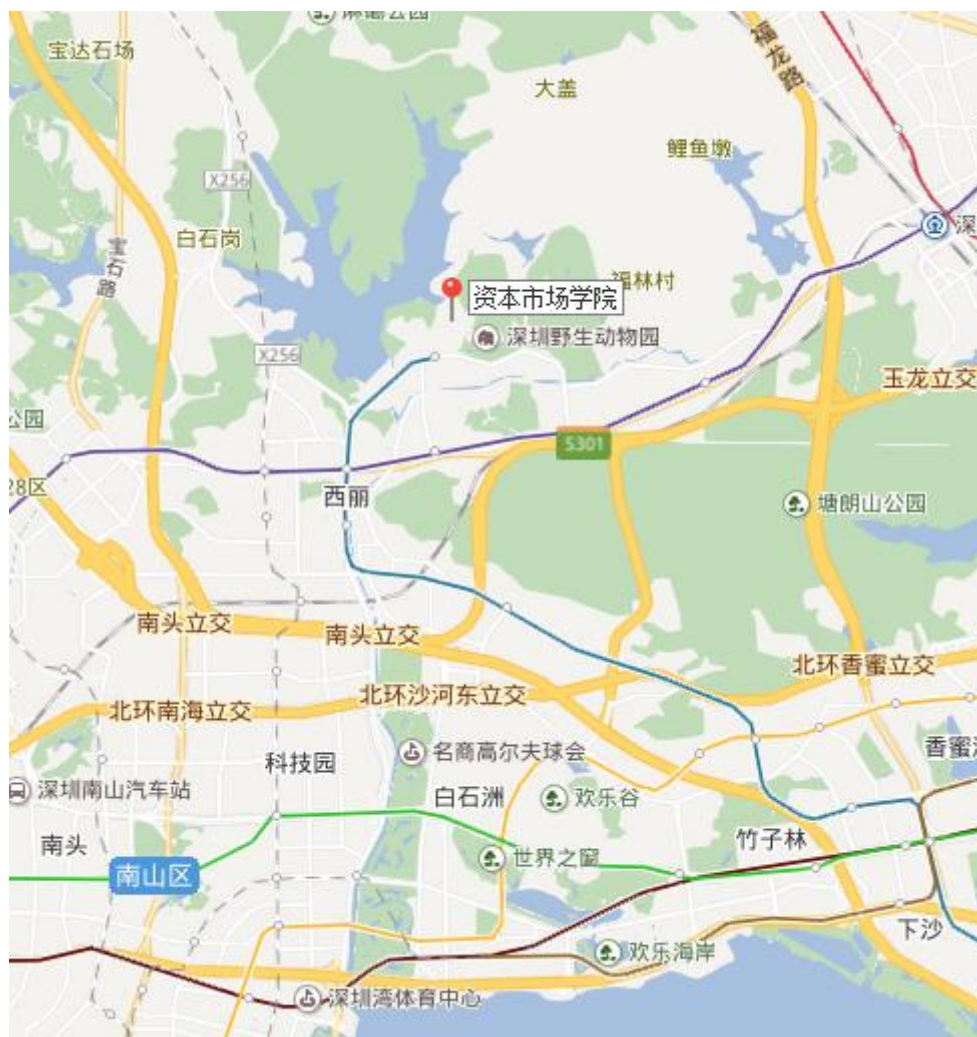 宝达石场
大盖
福龙路
鲤鱼墩
X256
白石岗
宝石路
深
福林村
资本市场学院
深圳野生动物园
X256
玉龙立交
公园
S301
28区
西丽
塘朗山公园
南头立交
南头立交
北环香蜜立交
北环沙河东立交
北环南海立交
名商高尔夫球会
香蜜
科技园
深圳南山汽车站
白石洲
欢乐谷
南头
竹子林
世界之窗
南山区
下沙
欢乐海岸
深圳湾体育中心